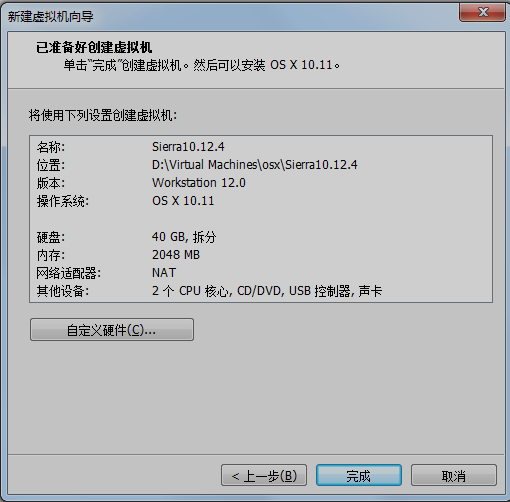 新建虚拟机向导
已准备好创建虚拟机
单击“完成”创建虚拟机。然后可以安装 OS X 10.11。
将使用下列设置创建虚拟机:
名称: Sierra10.12.4
位置: D:\Virtual Machines\osx\Sierra10.12.4
版本: Workstation 12.0
操作系统: OS X 10.11
硬盘: 40 GB, 拆分
内存: 2048 MB
网络适配器: NAT
其他设备: 2 个 CPU 核心, CD/DVD, USB 控制器, 声卡
自定义硬件(C)...
< 上一步(B) 完成 取消